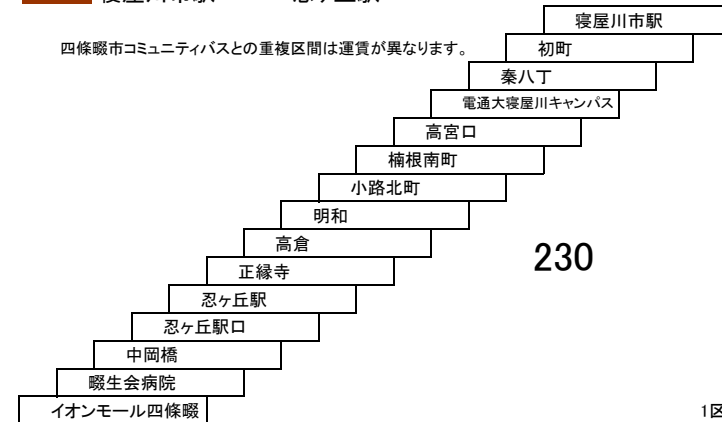 寝屋川市駅
四條畷市コミュニティバスとの重複区間は運賃が異なります。
初町
秦八丁
電通大寝屋川キャンパス
高宮口
楠根南町
小路北町
明和
高倉
230
正縁寺
忍ヶ丘駅
忍ヶ丘駅口
中岡橋
畷生会病院
イオンモール四條畷
1区